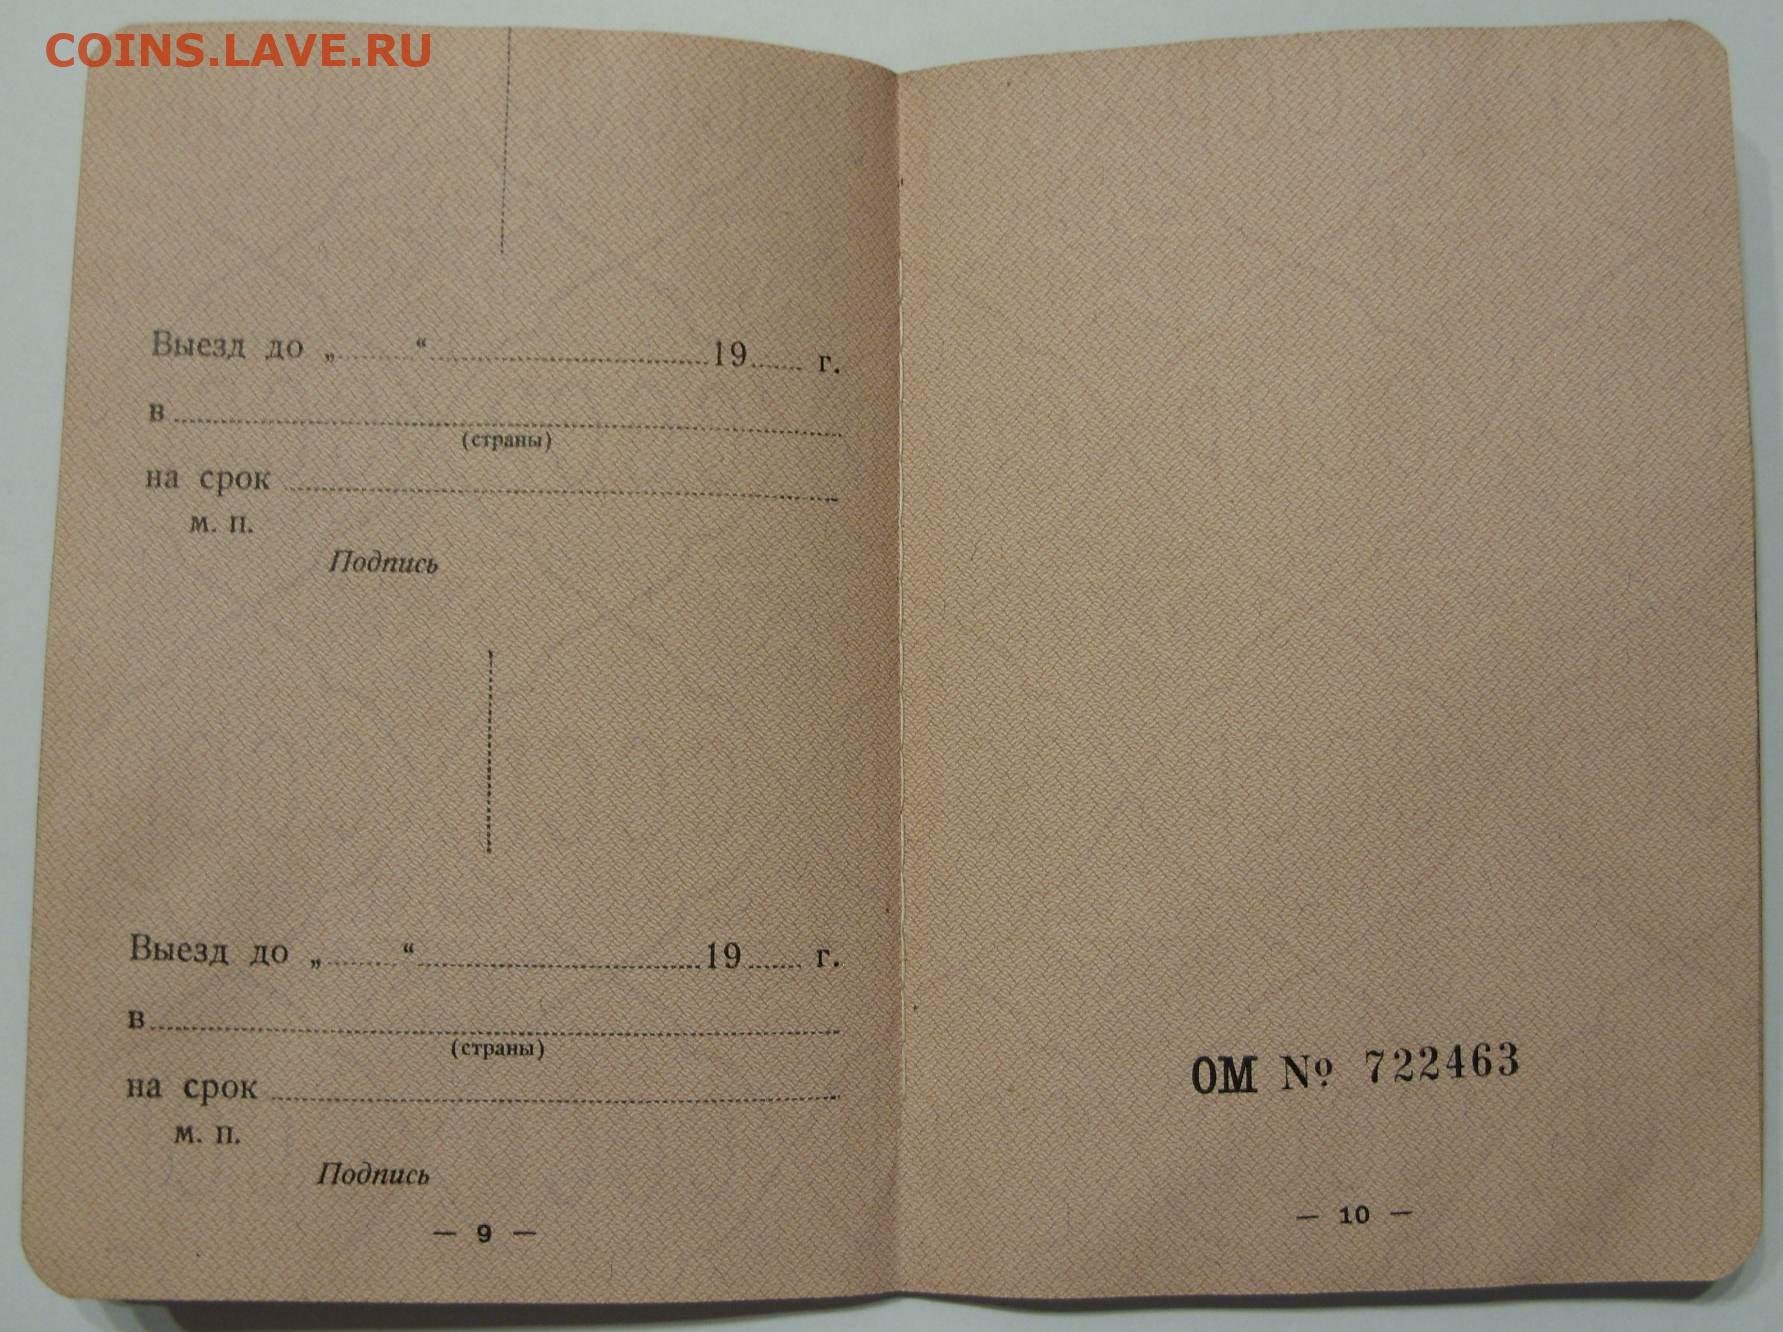 COINS.LAVE.RU
Выезд до „........“........................19...... г.
в........................
(страны)
на срок........................
м. п.
Подпись
Выезд до „........“........................19...... г.
в........................
(страны)
на срок........................
м. п.
Подпись
— 9 —
ОМ № 722463
— 10 —